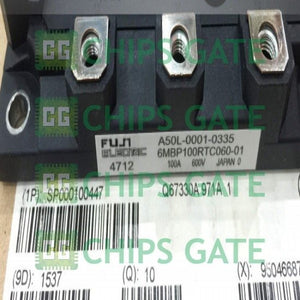 CHIPS GATE
FUJI A50L-0001-0335
ELECTRIC 6MBP100RTC060-01
4712 100A 600V JAPAN O
(1P) SP000100447 Q67330A 971A 1
CHIPS GATE
(9D): 1537 (Q): 10 (X): 95046687
CHIPS GATE